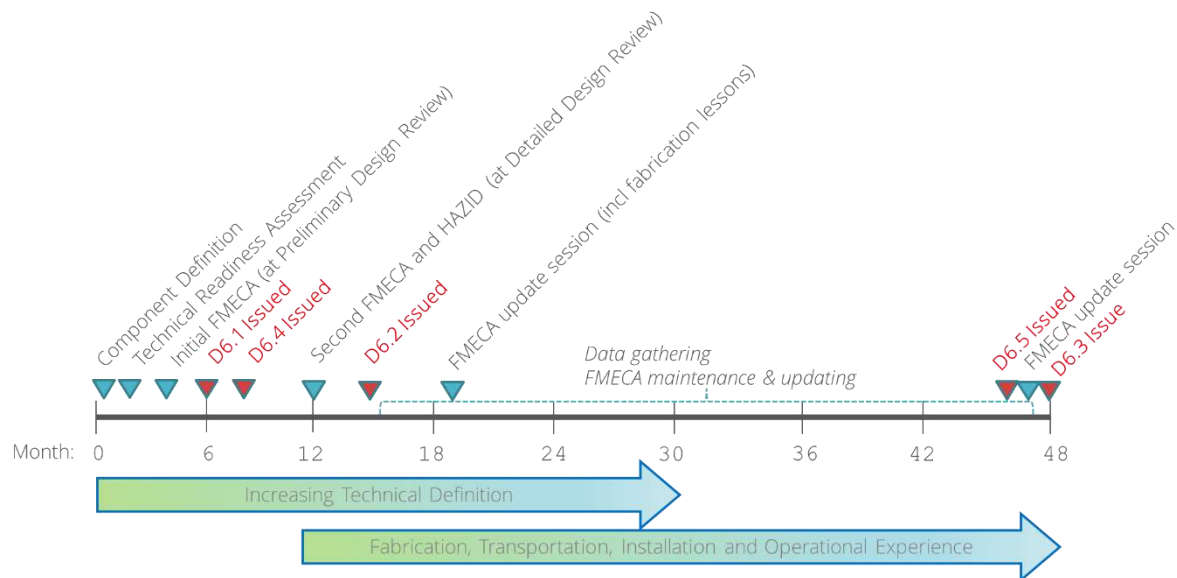 Component Definition
Technical Readiness Assessment
Initial FMECA (at Preliminary Design Review)
D6.1 Issued
D6.4 Issued
Second FMECA and HAZID (at Detailed Design Review)
D6.2 Issued
FMECA update session (incl fabrication lessons)
Data gathering
FMECA maintenance & updating
D6.5 Issued
FMECA update session
D6.3 Issue
Month: 0 6 12 18 24 30 36 42 48
Increasing Technical Definition
Fabrication, Transportation, Installation and Operational Experience